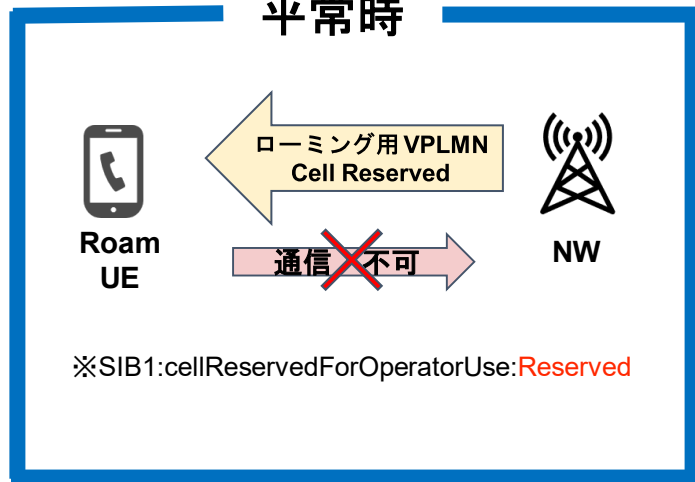 平常時
ローミング用VPLMN
Cell Reserved
Roam
UE
通信 不可
NW
※SIB1:cellReservedForOperatorUse:Reserved